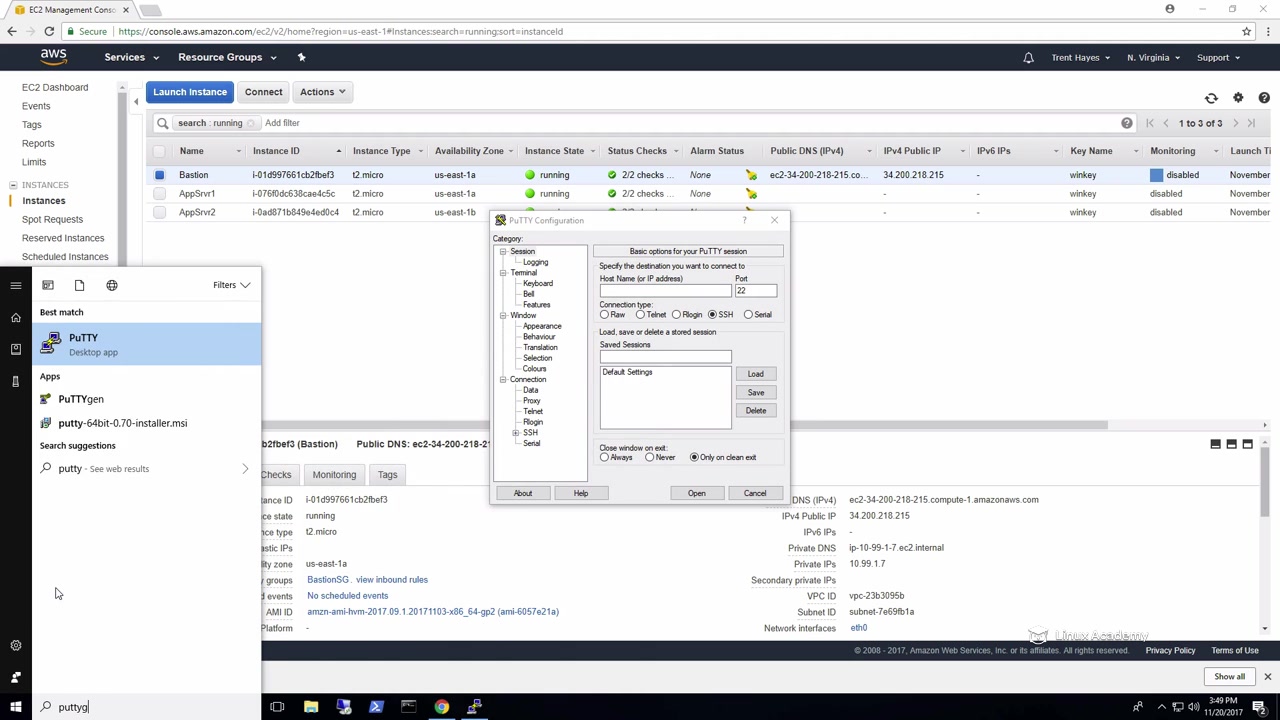 EC2 Management Conso
Secure
https://console.aws.amazon.com/ec2/v2/home?region=us-east-1#Instances:search=running;sort=instanceId
aws
Services
Resource Groups
Trent Hayes
N. Virginia
Support
EC2 Dashboard
Events
Tags
Reports
Limits
INSTANCES
Instances
Spot Requests
Reserved Instances
Scheduled Instances
Launch Instance
Connect
Actions
search : running
Add filter
1 to 3 of 3
Name Instance ID Instance Type Availability Zone Instance State Status Checks Alarm Status Public DNS (IPv4) IPv4 Public IP IPv6 IPs Key Name Monitoring Launch Ti
Bastion i-01d997661cb2fbef3 t2.micro us-east-1a running 2/2 checks ... None ec2-34-200-218-215.co... 34.200.218.215 - winkey disabled November
AppSrvr1 i-076f0dc638cae4c5c t2.micro us-east-1a running 2/2 checks ... None winkey disabled November
AppSrvr2 i-0ad871b849e4ed0c4 t2.micro us-east-1b winkey disabled November
PuTTY Configuration
?
Category:
Session
Logging
Terminal
Keyboard
Bell
Features
Window
Appearance
Behaviour
Translation
Selection
Colours
Connection
Data
Proxy
Telnet
Rlogin
SSH
Serial
Basic options for your PuTTY session
Specify the destination you want to connect to
Host Name (or IP address) Port
22
Connection type:
Raw Telnet Rlogin SSH Serial
Load, save or delete a stored session
Saved Sessions
Default Settings
Load
Save
Delete
Close window on exit:
Always Never Only on clean exit
About
Help
Open
Cancel
Filters
Best match
PuTTY
Desktop app
Apps
PuTTYgen
putty-64bit-0.70-installer.msi
Search suggestions
putty - See web results
puttyg
b2fbef3 (Bastion) Public DNS: ec2-34-200-21
Checks
Monitoring
Tags
ce ID i-01d997661cb2fbef3
ce state running
ce type t2.micro
astic IPs
ity zone us-east-1a
y groups BastionSG . view inbound rules
d events No scheduled events
AMI ID amzn-ami-hvm-2017.09.1.20171103-x86_64-gp2 (ami-6057e21a)
Platform -
DNS (IPv4) ec2-34-200-218-215.compute-1.amazonaws.com
IPv4 Public IP 34.200.218.215
IPv6 IPs -
Private DNS ip-10-99-1-7.ec2.internal
Private IPs 10.99.1.7
Secondary private IPs
VPC ID vpc-23b3095b
Subnet ID subnet-7e69fb1a
Network interfaces eth0
Linux Academy
© 2008 - 2017, Amazon Web Services, Inc. or its affiliates. All rights reserved.
Privacy Policy
Terms of Use
Show all
3:49 PM
11/20/2017
2